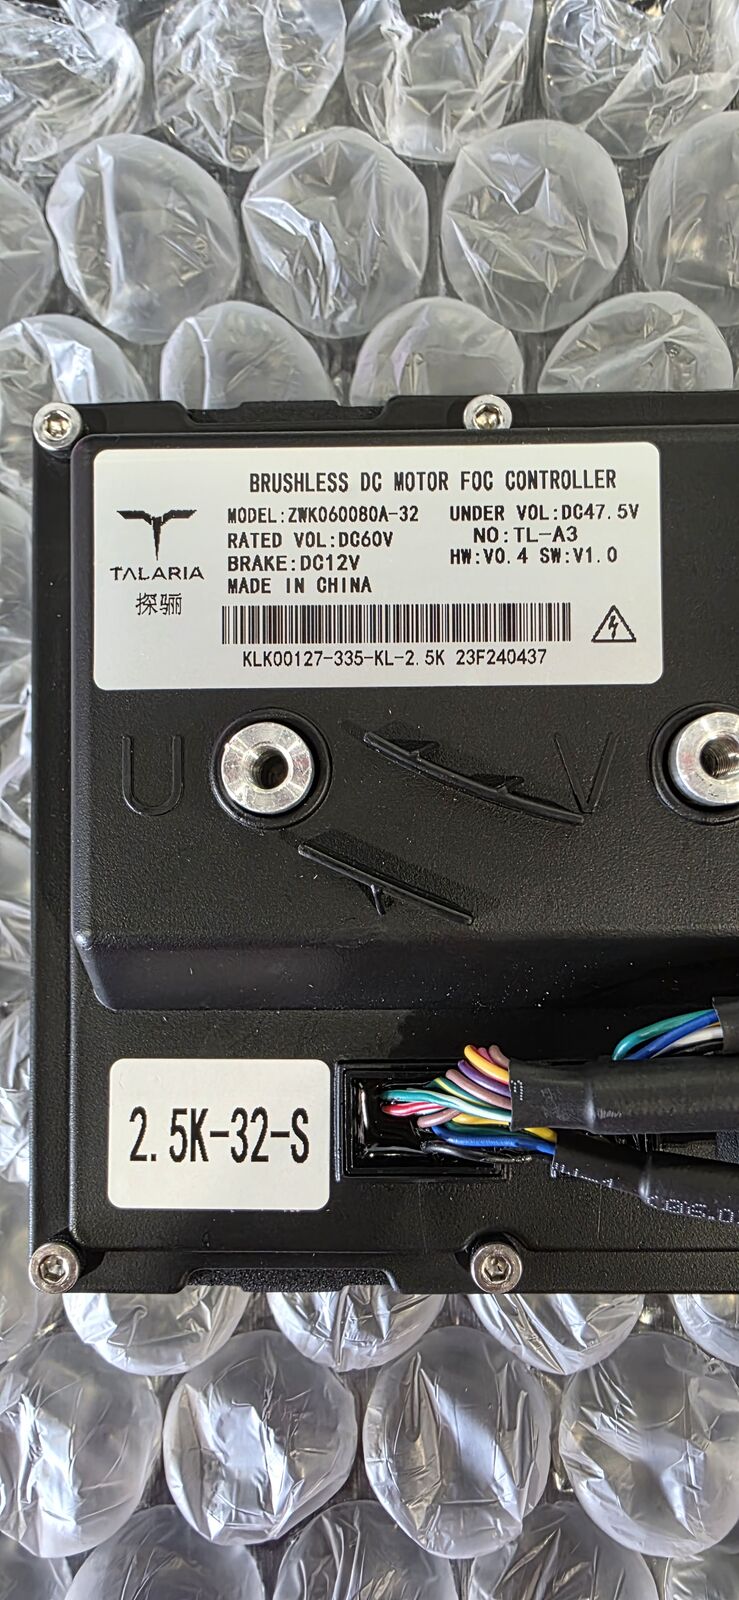 BRUSHLESS DC MOTOR FOC CONTROLLER
MODEL:ZWK060080A-32 UNDER VOL:DC47.5V
RATED VOL:DC60V NO:TL-A3
BRAKE:DC12V HW:V0.4 SW:V1.0
MADE IN CHINA
TALARIA
探骊
KLK00127-335-KL-2.5K 23F240437
U V
2.5K-32-S